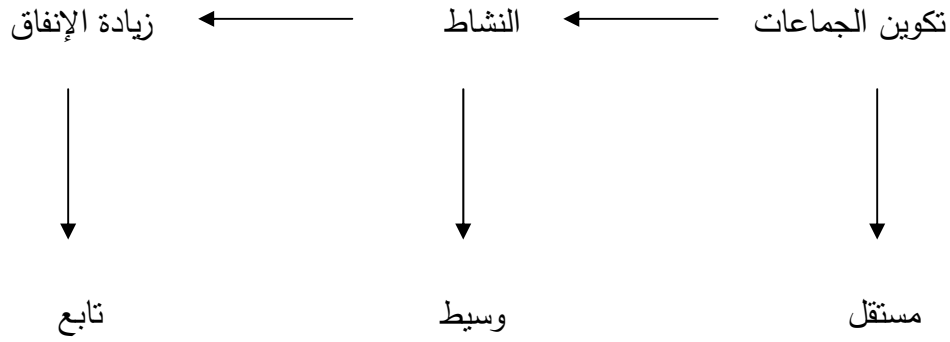 تكوين الجماعات النشاط زيادة الإنفاق
مستقل وسيط تابع